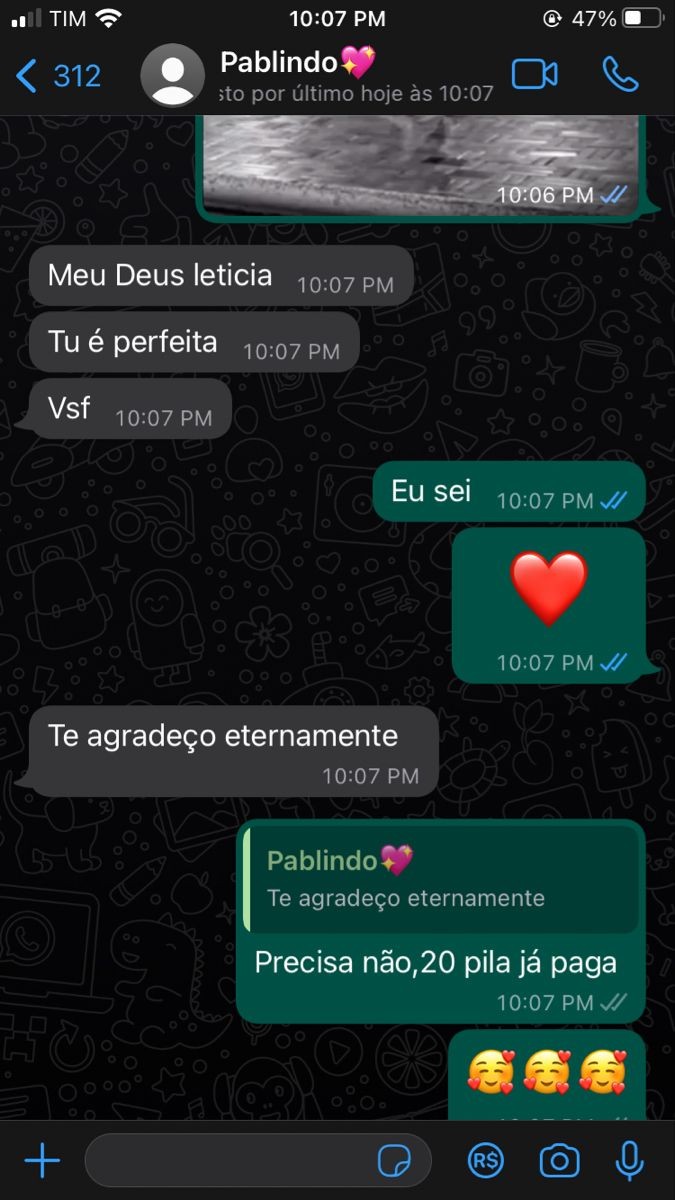 TIM 10:07 PM 47%
312 Pablindo💖
sto por último hoje às 10:07
10:06 PM
Meu Deus leticia 10:07 PM
Tu é perfeita 10:07 PM
Vsf 10:07 PM
Eu sei 10:07 PM
❤️
10:07 PM
Te agradeço eternamente
10:07 PM
Pablindo💖
Te agradeço eternamente
Precisa não,20 pila já paga
10:07 PM
🥰🥰🥰
R$